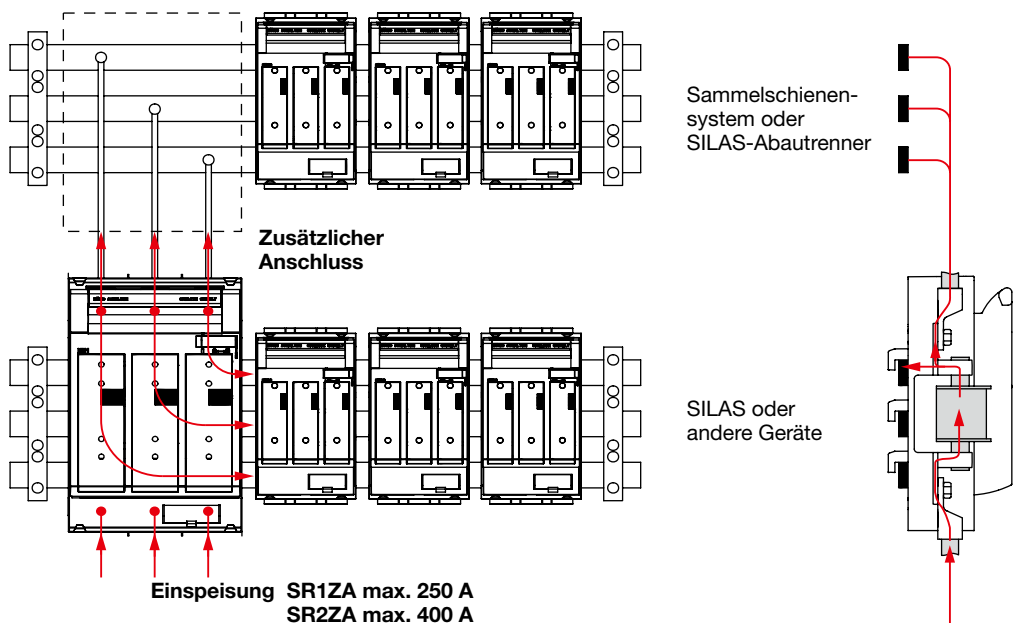 Sammelschienen-
system oder
SILAS-Abautrenner
Zusätzlicher
Anschluss
SILAS oder
andere Geräte
Einspeisung SR1ZA max. 250 A
SR2ZA max. 400 A